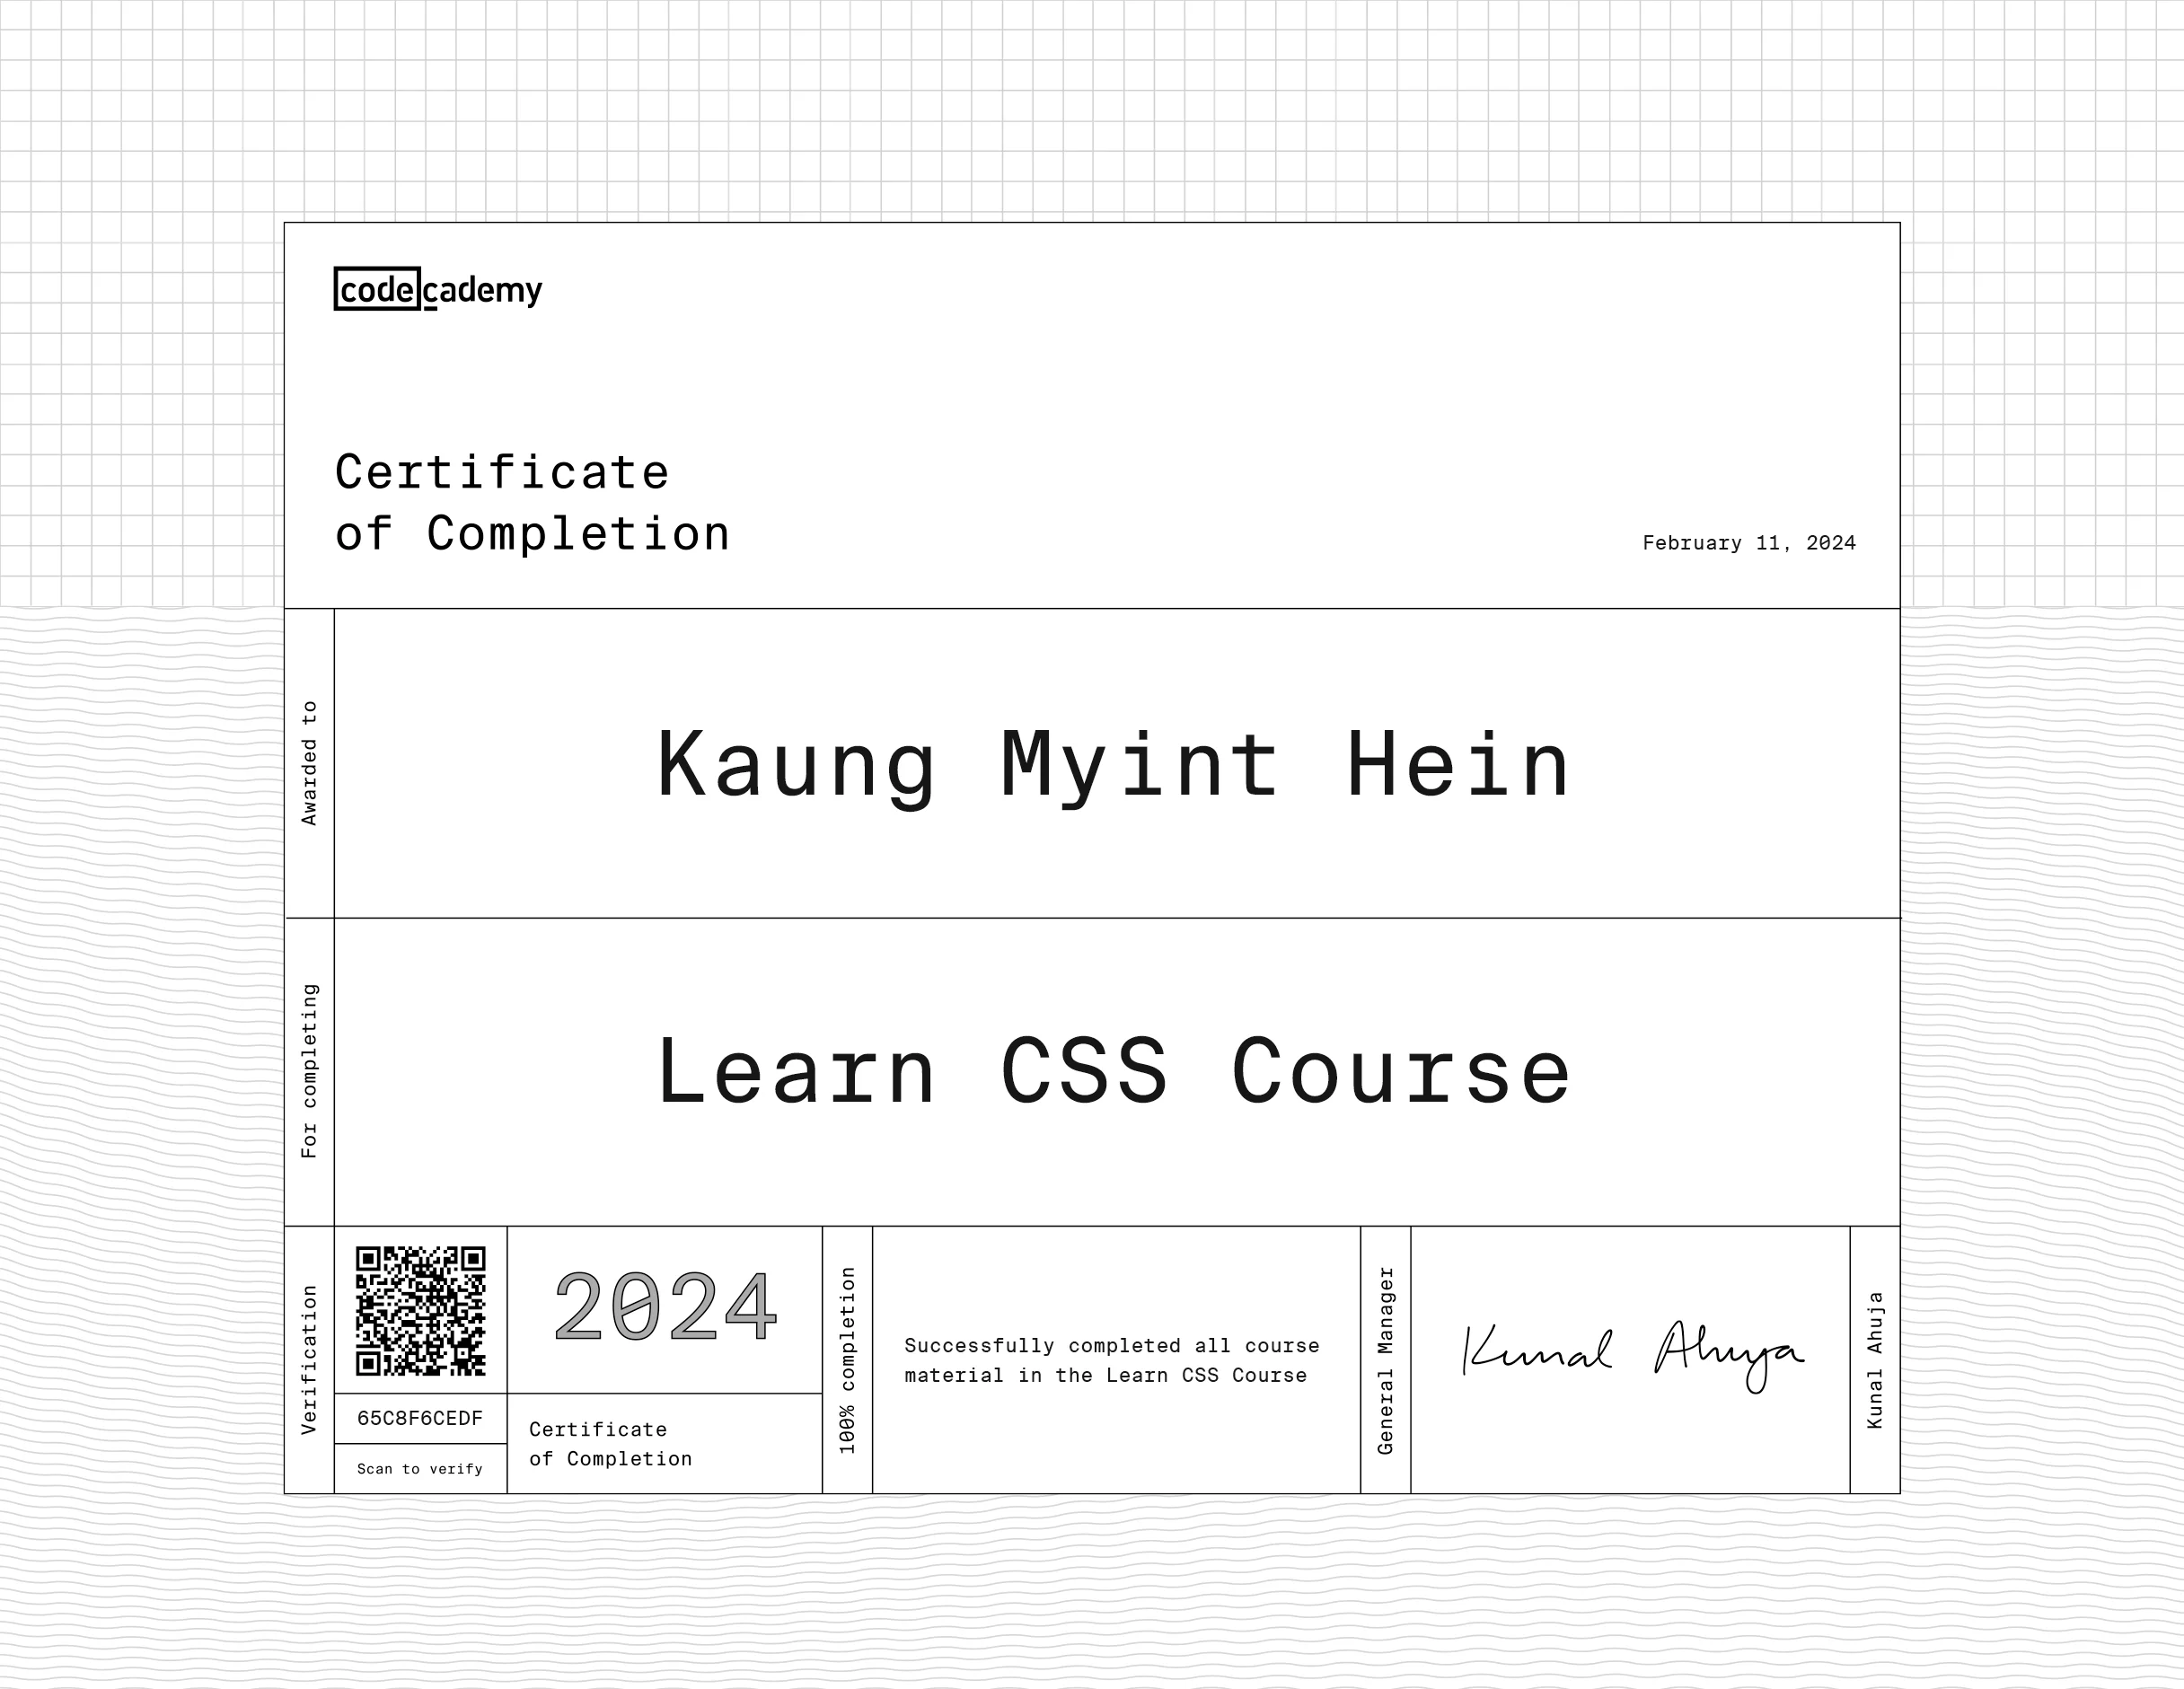 codecademy
Certificate
of Completion
February 11, 2024
Awarded to
Kaung Myint Hein
For completing
Learn CSS Course
Verification
65C8F6CEDF
Scan to verify
2024
Certificate
of Completion
100% completion
Successfully completed all course
material in the Learn CSS Course
General Manager
Kunal Ahuja
Kunal Ahuja